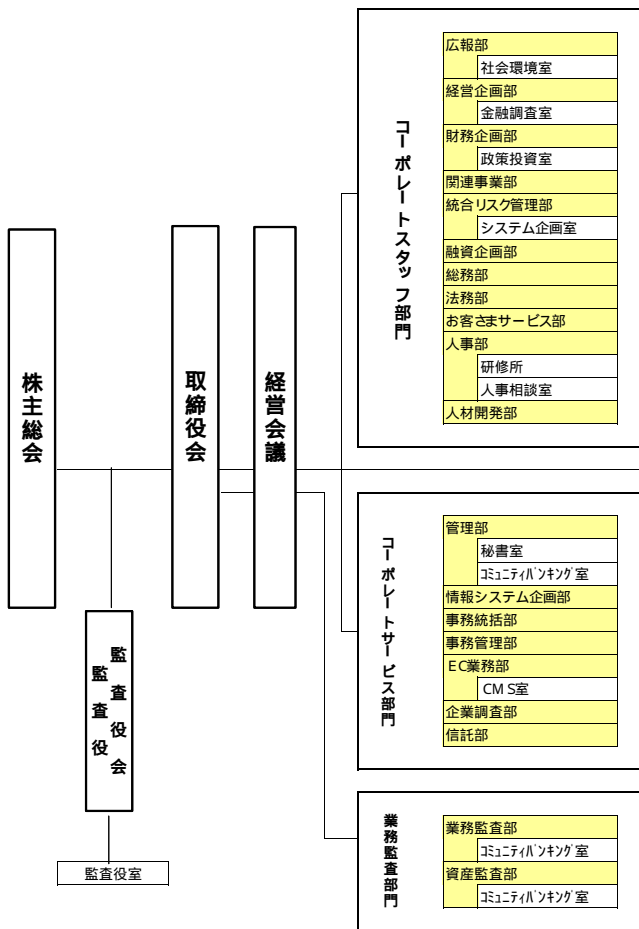 株主総会
監査役会
監査役
監査役室
取締役会
経営会議
コーポレートスタッフ部門
広報部
社会環境室
経営企画部
金融調査室
財務企画部
政策投資室
関連事業部
統合リスク管理部
システム企画室
融資企画部
総務部
法務部
お客さまサービス部
人事部
研修所
人事相談室
人材開発部
コーポレートサービス部門
管理部
秘書室
ｺﾐｭﾆﾃｨﾊﾞﾝｷﾝｸﾞ室
情報システム企画部
事務統括部
事務管理部
EC業務部
CMS室
企業調査部
信託部
業務監査部門
業務監査部
ｺﾐｭﾆﾃｨﾊﾞﾝｷﾝｸﾞ室
資産監査部
ｺﾐｭﾆﾃｨﾊﾞﾝｷﾝｸﾞ室